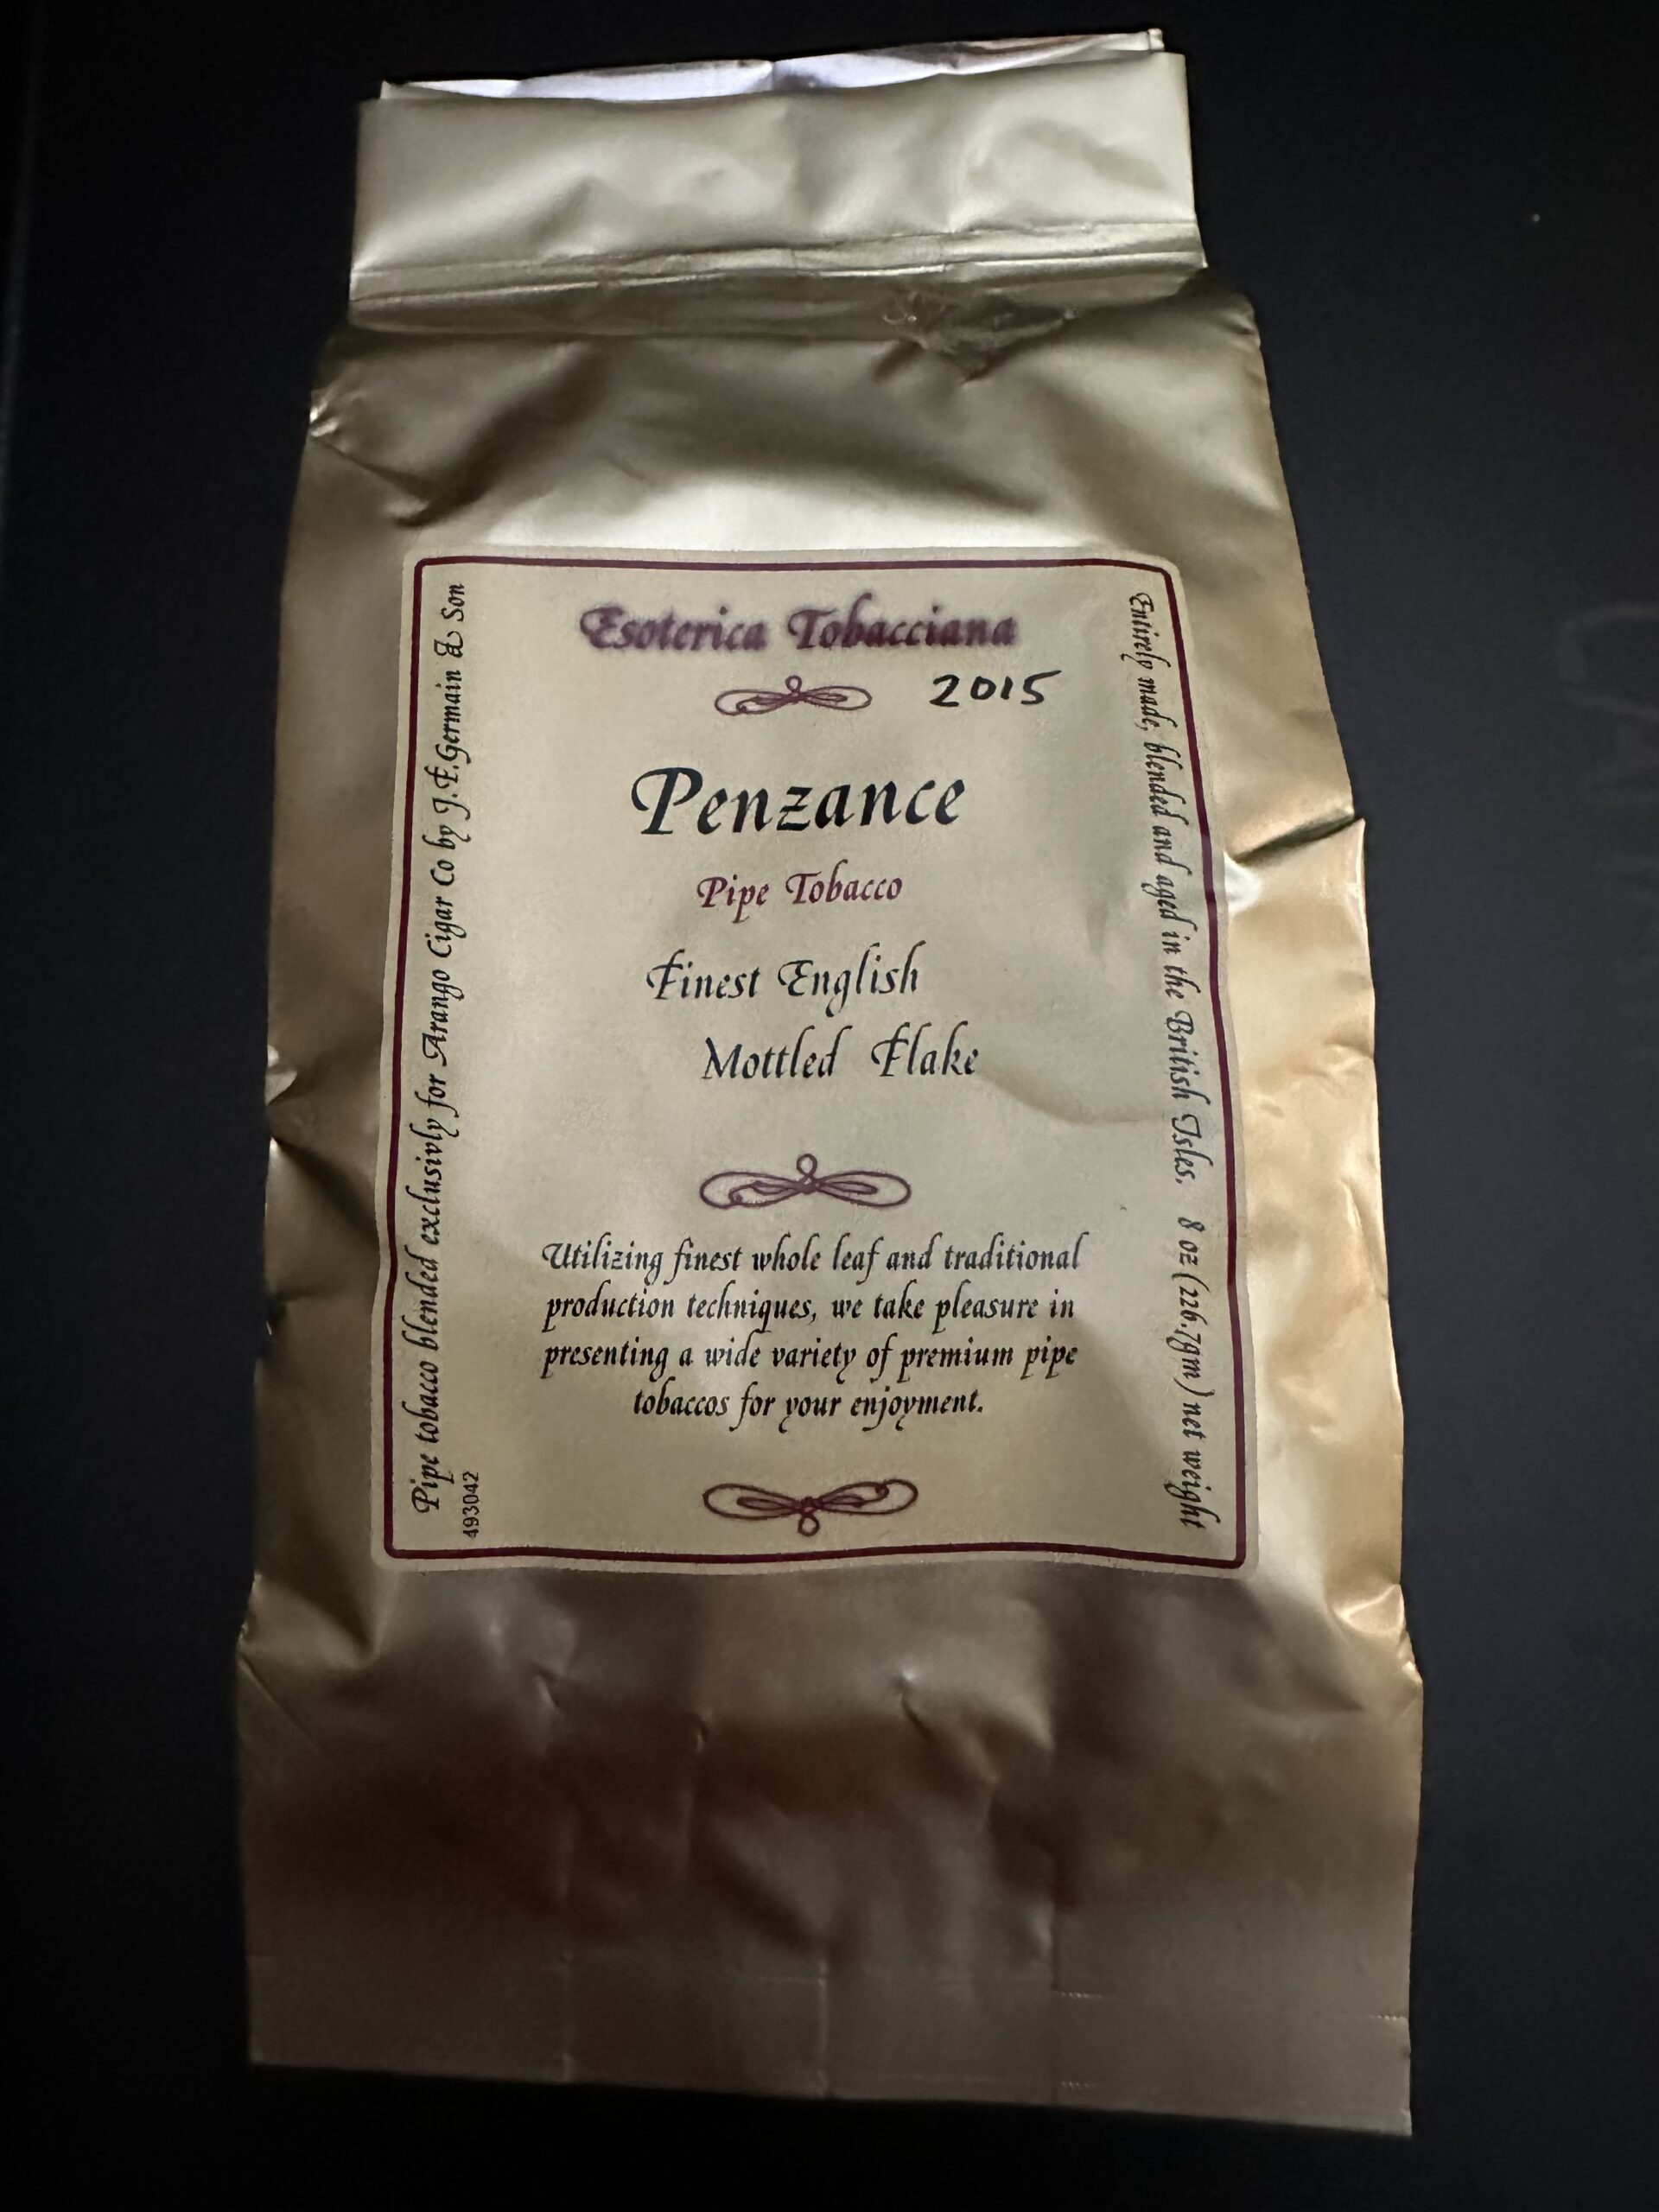 Esoterica Tobacciana
2015
Penzance
Pipe Tobacco
Finest English
Mottled Flake
Utilizing finest whole leaf and traditional
production techniques, we take pleasure in
presenting a wide variety of premium pipe
tobaccos for your enjoyment.
Pipe tobacco blended exclusivly for Arango Cigar Co by J.F.Germain & Son
493042
Entirely made, blended and aged in the British Isles. 8 oz (226.7gm) net weight